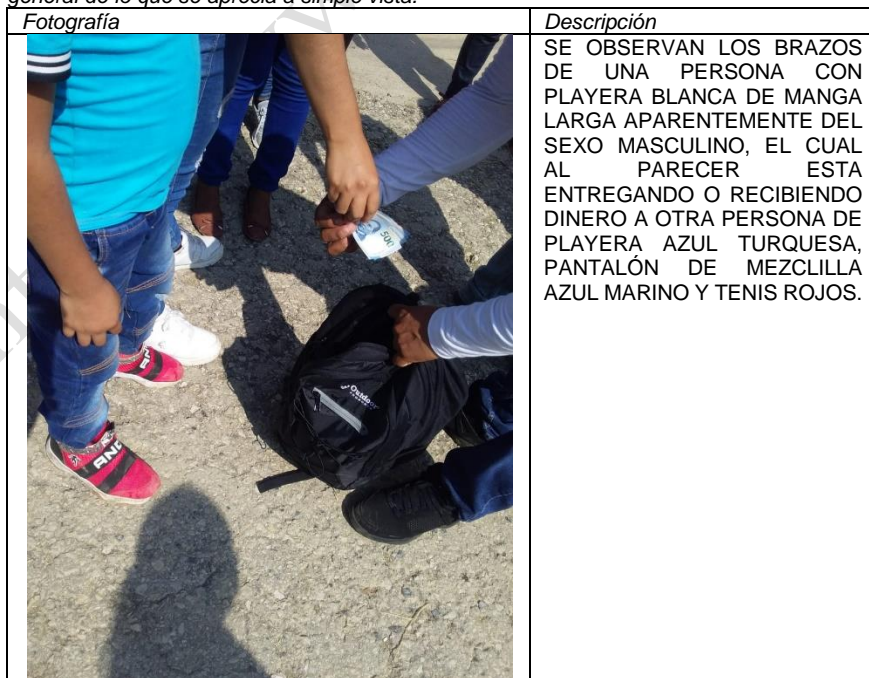 general de lo que se aprecia a simple vista.
Fotografía
Descripción
500
Outdoor
SE OBSERVAN LOS BRAZOS
DE UNA PERSONA CON
PLAYERA BLANCA DE MANGA
LARGA APARENTEMENTE DEL
SEXO MASCULINO, EL CUAL
AL PARECER ESTA
ENTREGANDO O RECIBIENDO
DINERO A OTRA PERSONA DE
PLAYERA AZUL TURQUESA,
PANTALÓN DE MEZCLILLA
AZUL MARINO Y TENIS ROJOS.